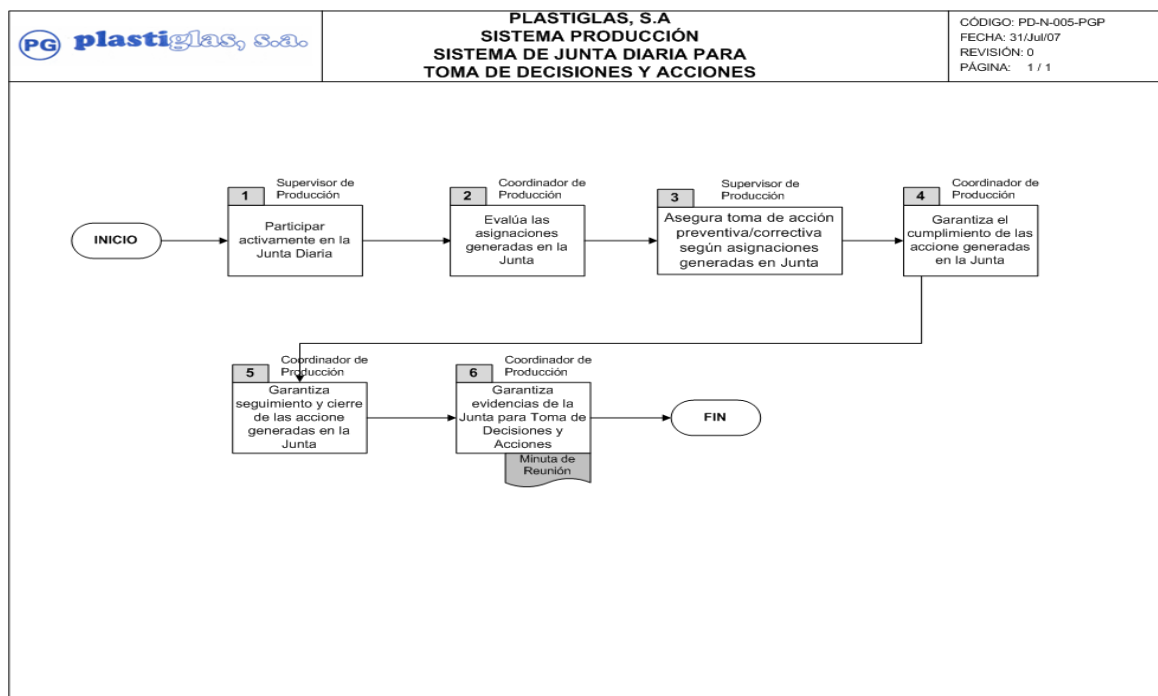 PG plastiglas, s.a.
PLASTIGLAS, S.A
SISTEMA PRODUCCIÓN
SISTEMA DE JUNTA DIARIA PARA
TOMA DE DECISIONES Y ACCIONES
CÓDIGO: PD-N-005-PGP
FECHA: 31/Jul/07
REVISIÓN: 0
PÁGINA: 1 / 1
INICIO
1
Supervisor de
Producción
Participar
activamente en la
Junta Diaria
2
Coordinador de
Producción
Evalúa las
asignaciones
generadas en la
Junta
3
Supervisor de
Producción
Asegura toma de acción
preventiva/correctiva
según asignaciones
generadas en Junta
4
Coordinador de
Producción
Garantiza el
cumplimiento de las
accione generadas
en la Junta
5
Coordinador de
Producción
Garantiza
seguimiento y cierre
de las accione
generadas en la
Junta
6
Coordinador de
Producción
Garantiza
evidencias de la
Junta para Toma de
Decisiones y
Acciones
Minuta de
Reunión
FIN